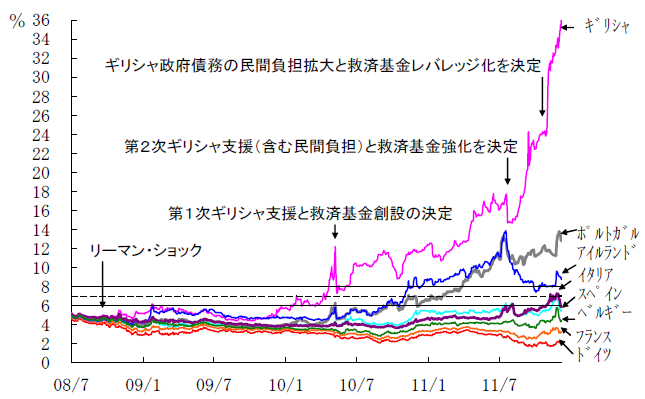 %
36
34
32
30
28
26
24
22
20
18
16
14
12
10
8
6
4
2
0
ギリシャ
ギリシャ政府債務の民間負担拡大と救済基金レバレッジ化を決定
第2次ギリシャ支援(含む民間負担)と救済基金強化を決定
第1次ギリシャ支援と救済基金創設の決定
リーマン・ショック
ポルトガル
アイルランド
イタリア
スペイン
ベルギー
フランス
ドイツ
08/7 09/1 09/7 10/1 10/7 11/1 11/7